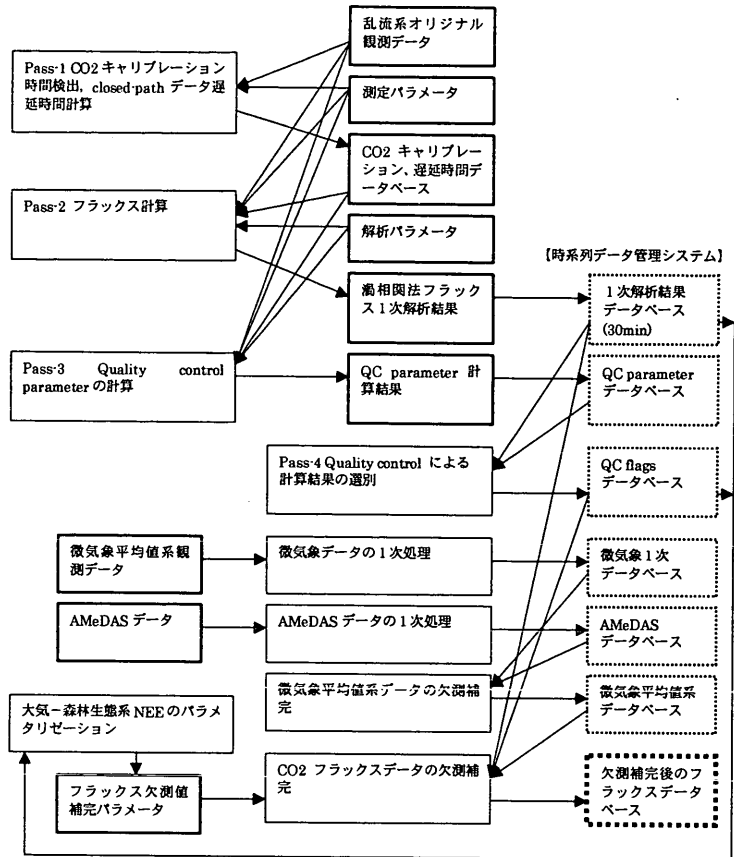 乱流系オリジナル
観測データ
Pass-1 CO2 キャリブレーション
時間検出, closed-path データ遅
延時間計算
測定パラメータ
CO2 キャリブレー
ション、遅延時間デー
タベース
Pass-2 フラックス計算
解析パラメータ
【時系列データ管理システム】
渦相関法フラック
ス1次解析結果
1次解析結果
データベース
(30min)
Pass-3 Quality control
parameter の計算
QC parameter 計
算結果
QC parameter
データベース
Pass-4 Quality control による
計算結果の選別
QC flags
データベース
微気象平均値系観
測データ
微気象データの1次処理
微気象1次
データベース
AMeDAS データ
AMeDAS データの1次処理
AMeDAS
データベース
微気象平均値系データの欠測補
完
微気象平均値系
データベース
大気－森林生態系 NEE のパラメ
タリゼーション
フラックス欠測値
補完パラメータ
CO2 フラックスデータの欠測補
完
欠測補完後のフ
ラックスデータ
ベース